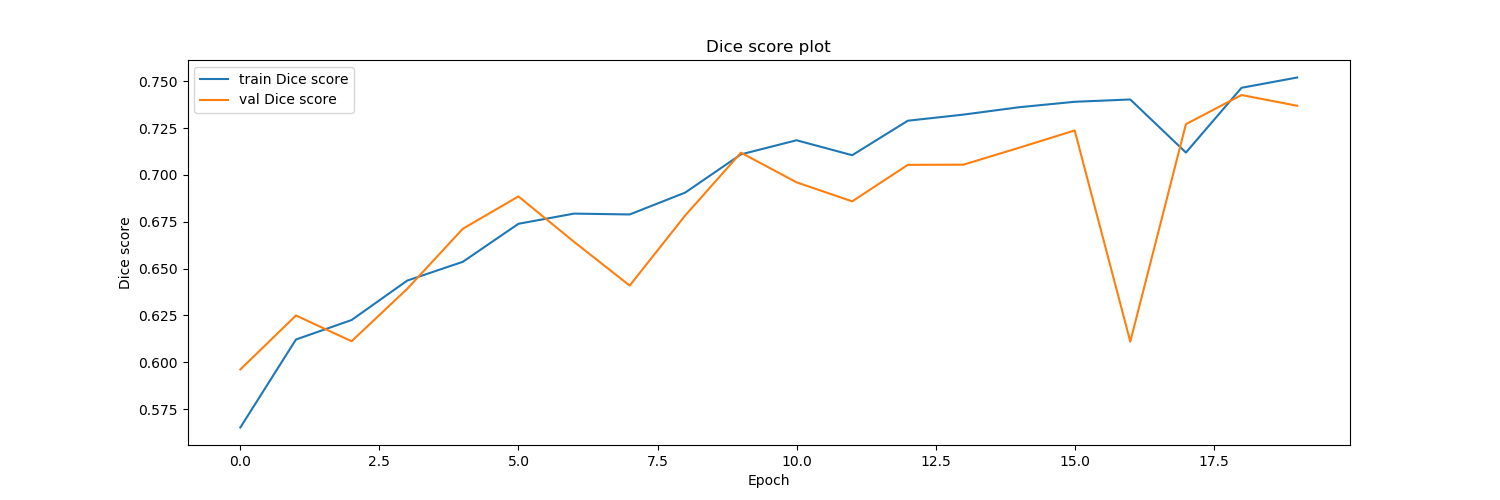 Dice score plot
train Dice score
val Dice score
0.750
0.725
0.700
0.675
0.650
0.625
0.600
0.575
Dice score
0.0 2.5 5.0 7.5 10.0 12.5 15.0 17.5
Epoch